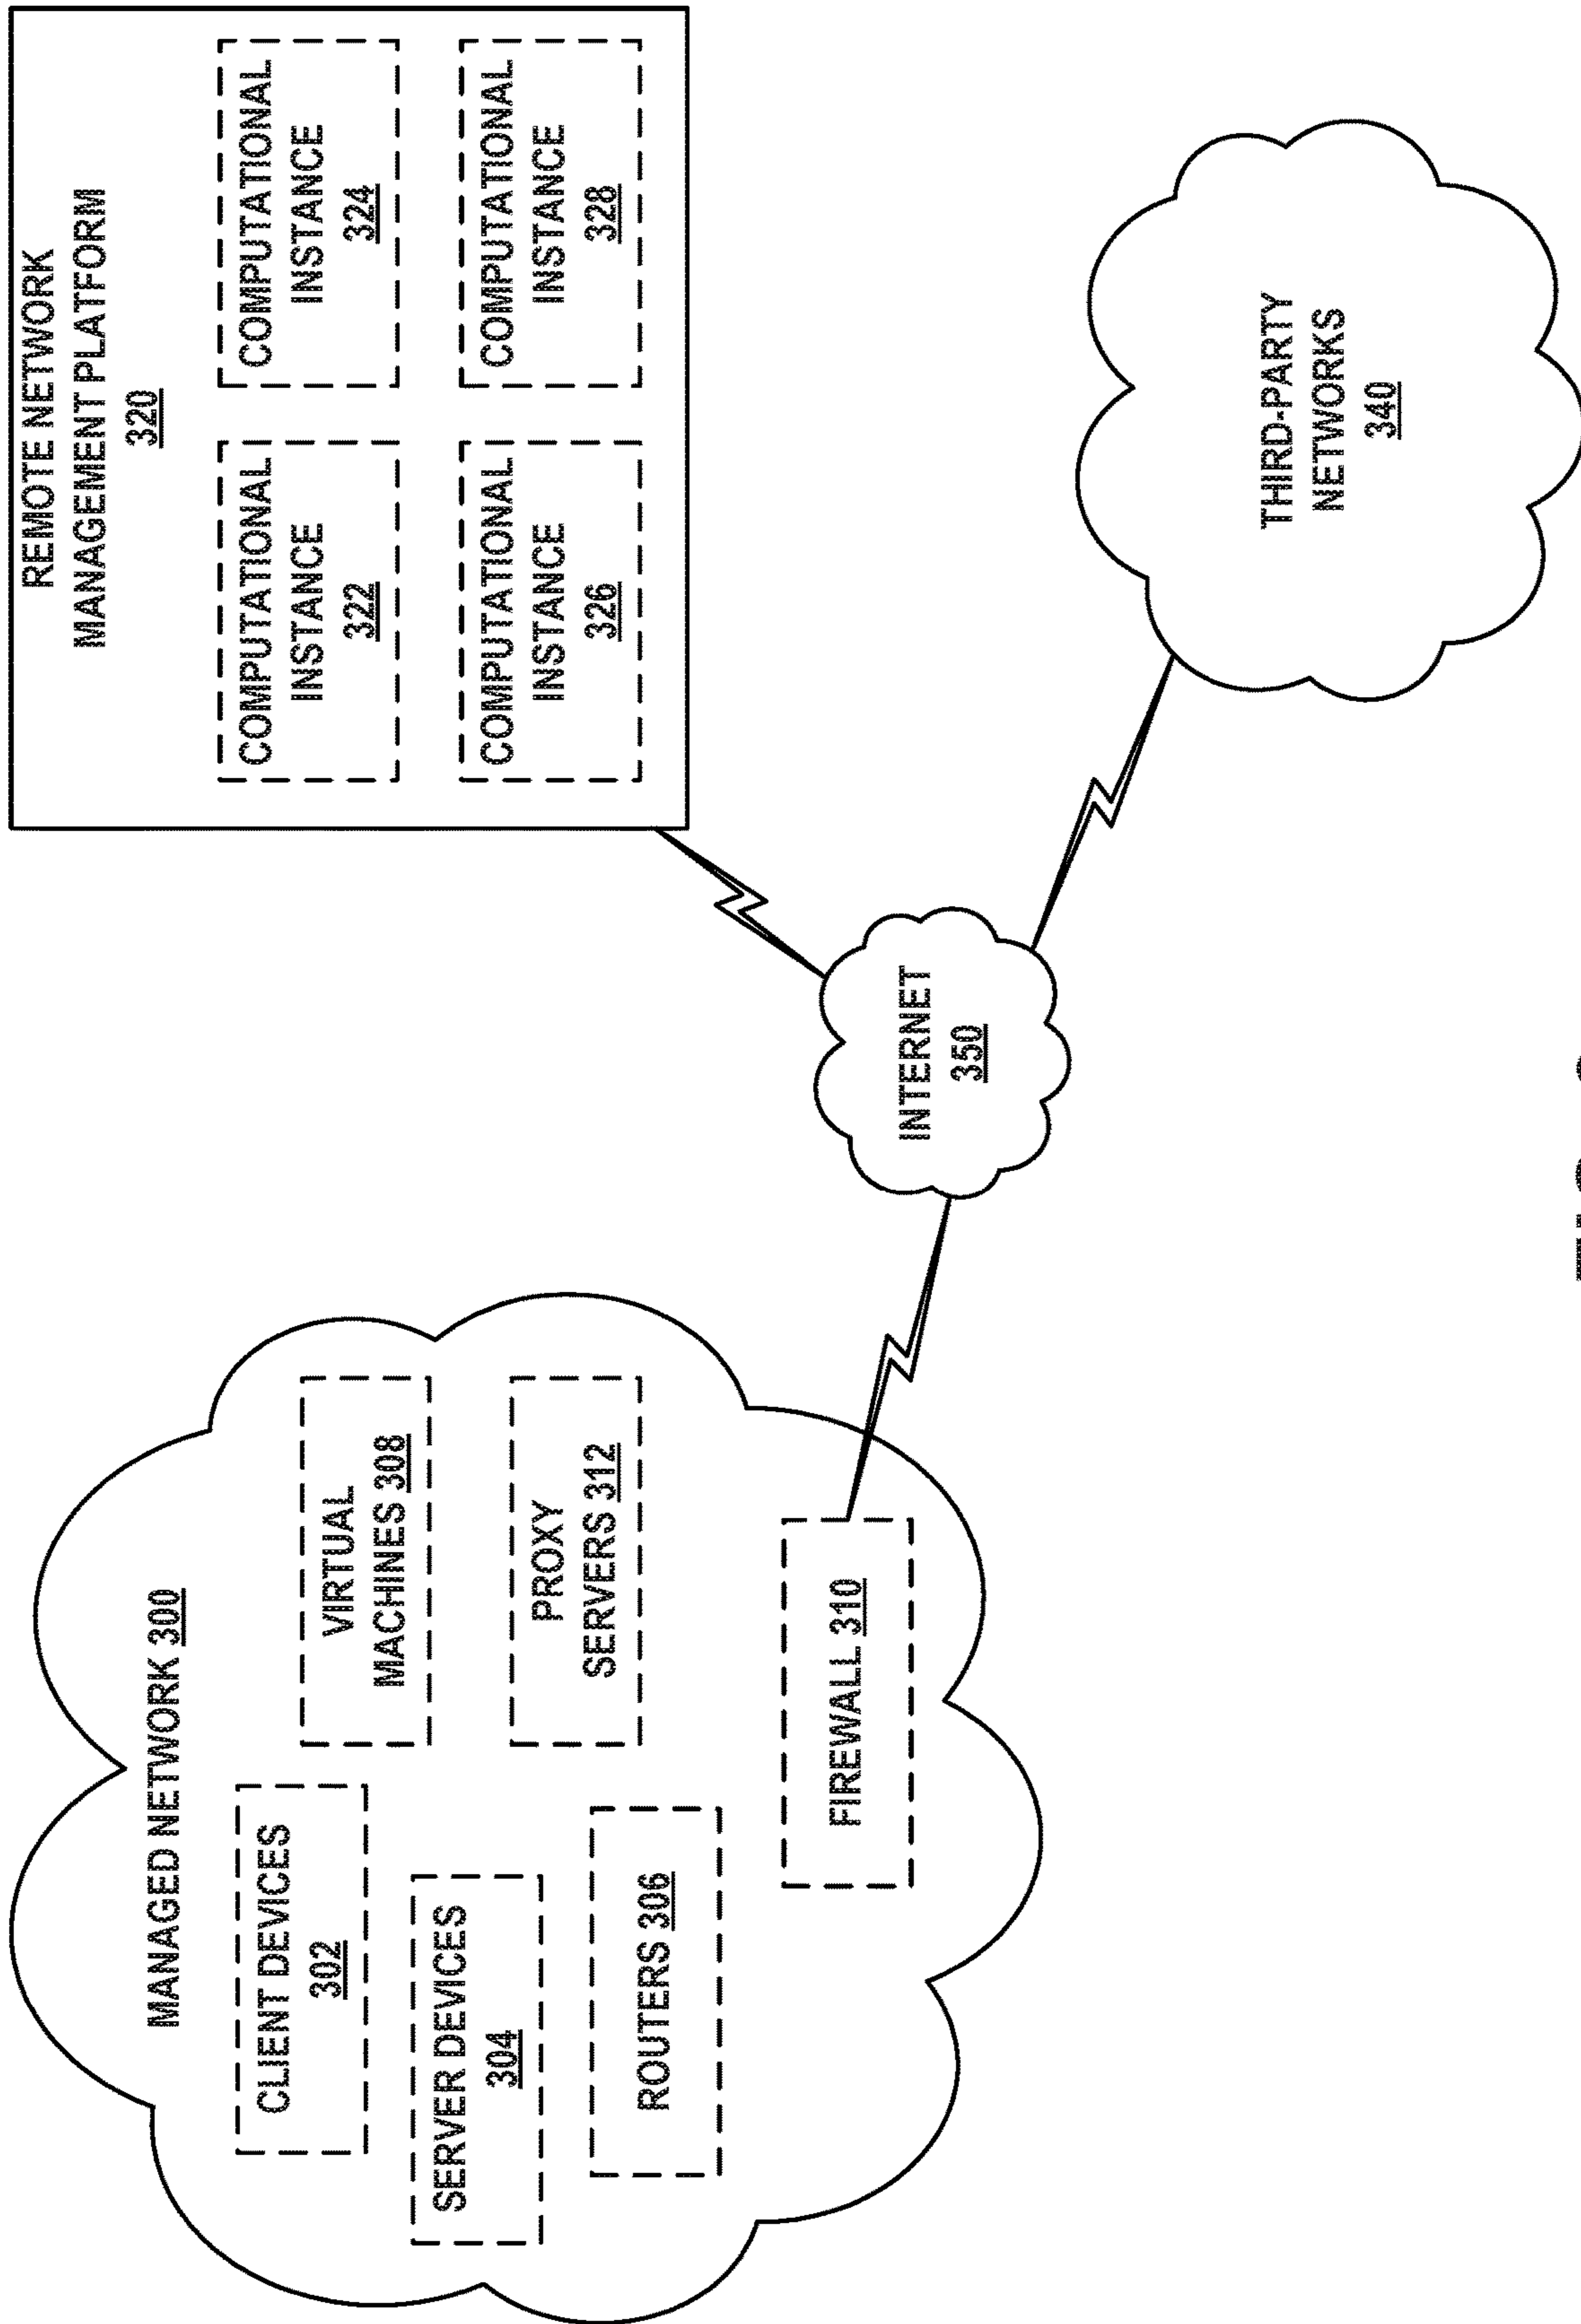 MANAGED NETWORK 300
CLIENT DEVICES
302
SERVER DEVICES
304
ROUTERS 306
VIRTUAL
MACHINES 308
PROXY
SERVERS 312
FIREWALL 310
INTERNET
350
REMOTE NETWORK
MANAGEMENT PLATFORM
320
COMPUTATIONAL
INSTANCE
322
COMPUTATIONAL
INSTANCE
324
COMPUTATIONAL
INSTANCE
326
COMPUTATIONAL
INSTANCE
328
THIRD-PARTY
NETWORKS
340